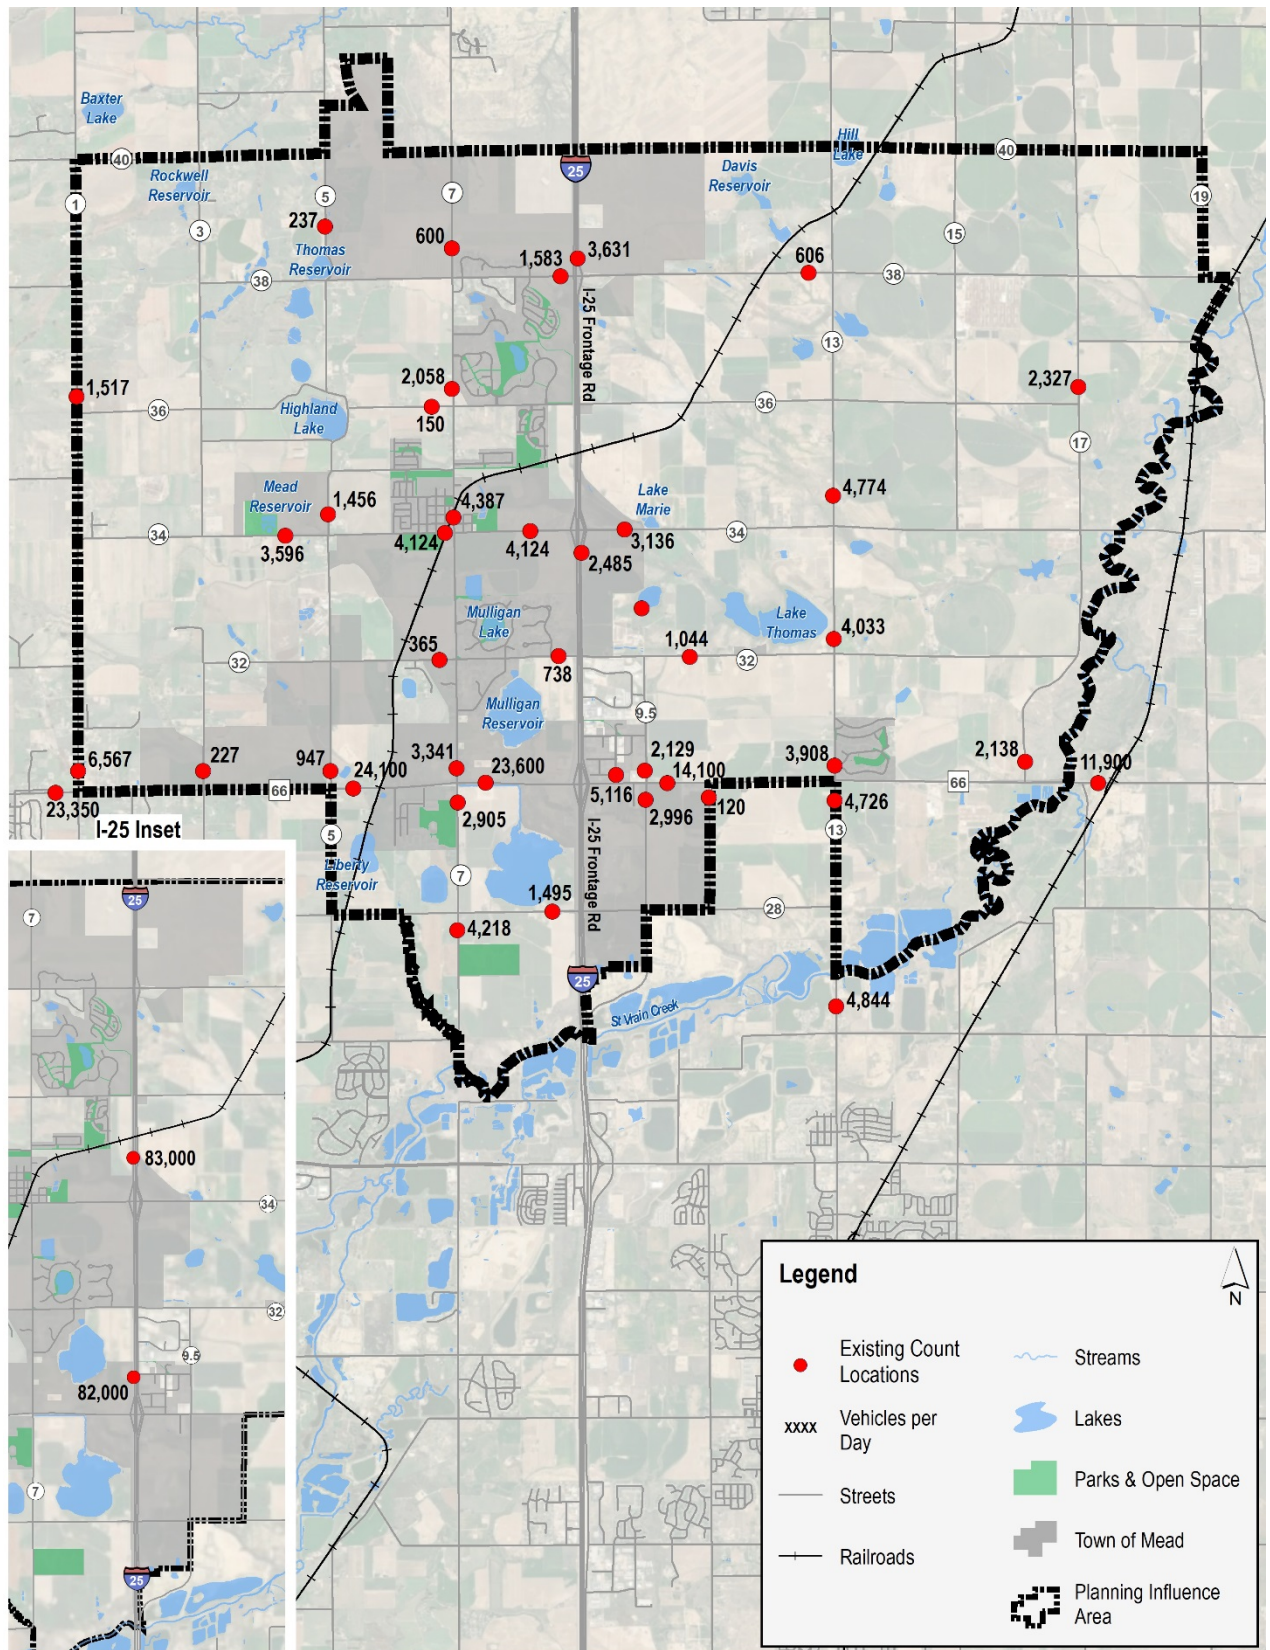 Baxter
Lake
Hill
Lake
40
40
25
Rockwell
Reservoir
Davis
Reservoir
1
5
7
19
3
15
237
600
3,631
Thomas
Reservoir
1,583
606
38
38
I-25 Frontage Rd
13
1,517
2,058
2,327
36
150
36
Highland
Lake
17
Mead
Reservoir
1,456
4,387
Lake
Marie
4,774
34
3,596
4,124
4,124
3,136
34
2,485
Mulligan
Lake
Lake
Thomas
4,033
365
1,044
32
738
32
Mulligan
Reservoir
9.5
6,567
227
947
3,341
2,129
3,908
2,138
24,100
23,600
14,100
11,900
23,350
66
5,116
120
66
2,905
2,996
4,726
I-25 Inset
5
I-25 Frontage Rd
13
Liberty
Reservoir
7
1,495
28
4,218
25
St Vrain Creek
4,844
25
7
83,000
34
32
9.5
82,000
7
25
Legend
N
Existing Count
Locations
Streams
xxxx
Vehicles per
Day
Lakes
Streets
Parks & Open Space
Railroads
Town of Mead
Planning Influence
Area